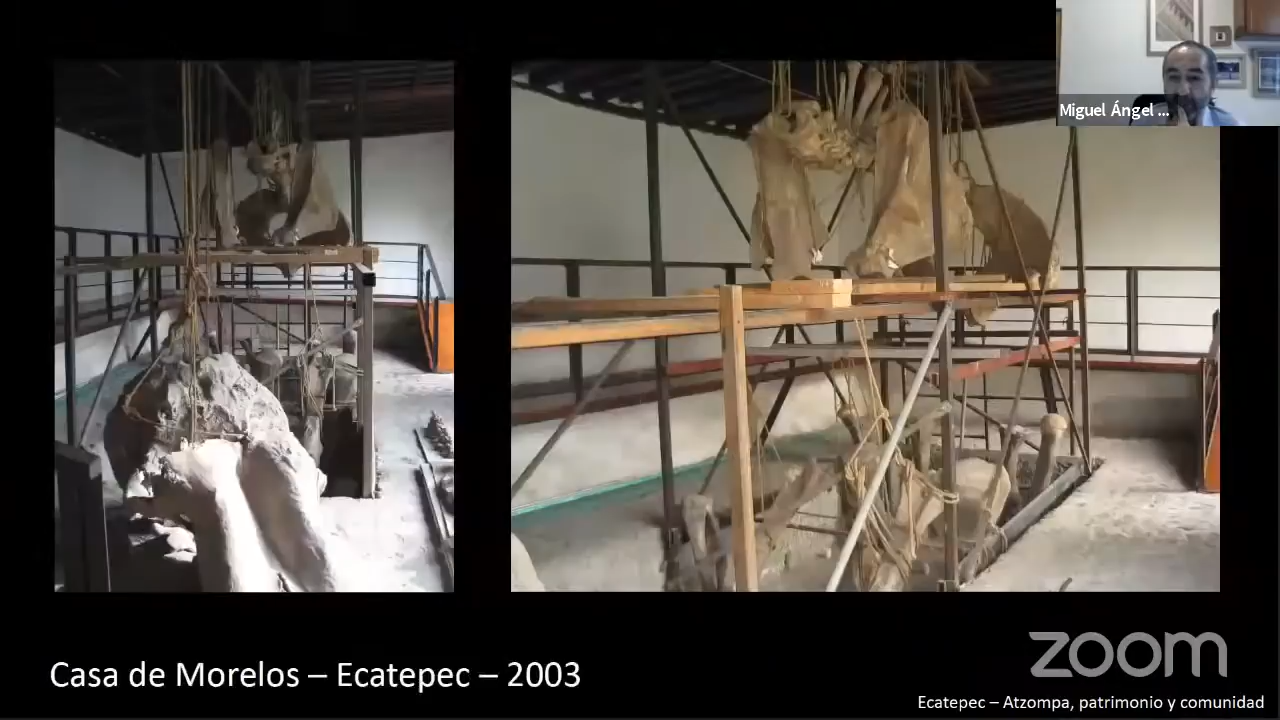 Miguel Ángel ...
Casa de Morelos – Ecatepec – 2003
zoom
Ecatepec – Atzompa, patrimonio y comunidad